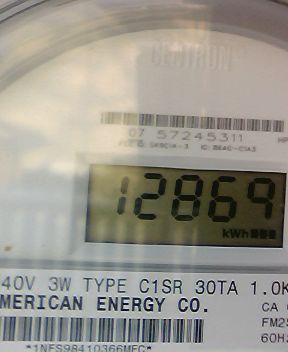 CENTRON
07 57245311
12869
kWh
40V 3W TYPE C1SR 30TA 1.0K
MERICAN ENERGY CO. CA
FM2S
60HZ
*1NFS98410366MFC*